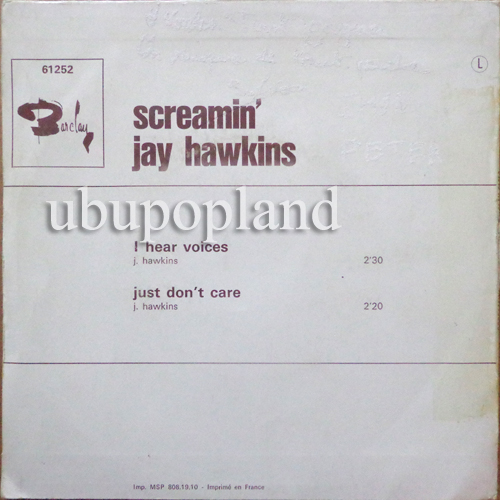 61252
Barclay
L
screamin'
jay hawkins
ubupopland
I hear voices
j. hawkins 2'30
just don't care
j. hawkins 2'20
Imp. MSP 808.19.10 - Imprimé en France